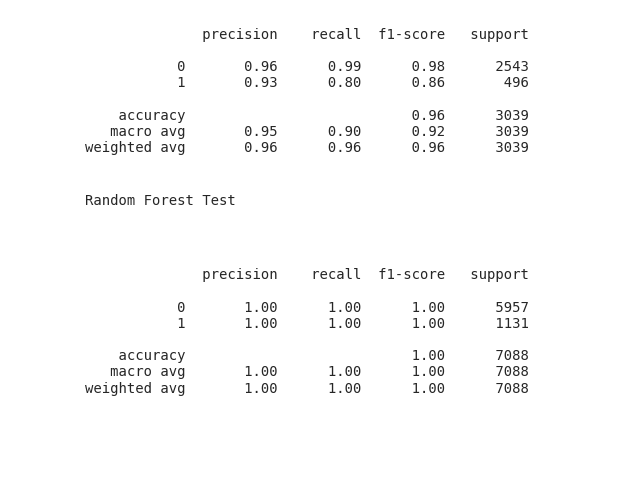 precision recall f1-score support
0 0.96 0.99 0.98 2543
1 0.93 0.80 0.86 496
accuracy 0.96 3039
macro avg 0.95 0.90 0.92 3039
weighted avg 0.96 0.96 0.96 3039
Random Forest Test
precision recall f1-score support
0 1.00 1.00 1.00 5957
1 1.00 1.00 1.00 1131
accuracy 1.00 7088
macro avg 1.00 1.00 1.00 7088
weighted avg 1.00 1.00 1.00 7088